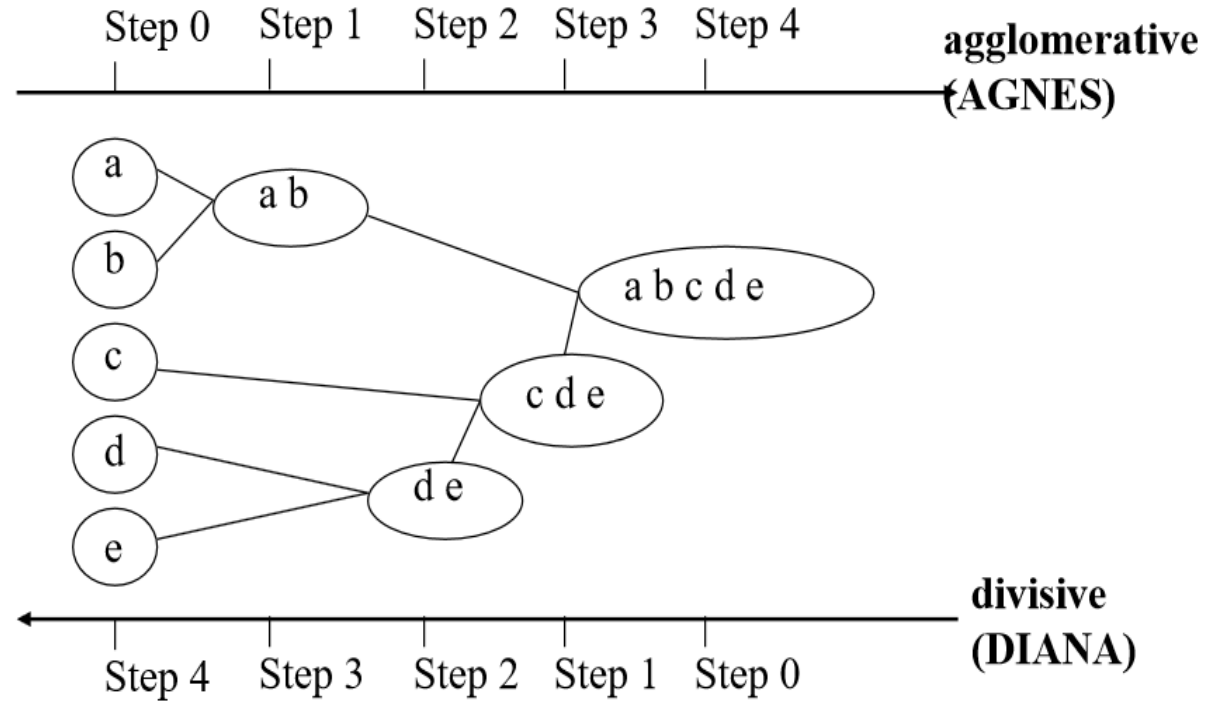 Step 0 Step 1 Step 2 Step 3 Step 4
agglomerative
(AGNES)
a
a b
b
a b c d e
c
c d e
d
d e
e
divisive
(DIANA)
Step 4 Step 3 Step 2 Step 1 Step 0